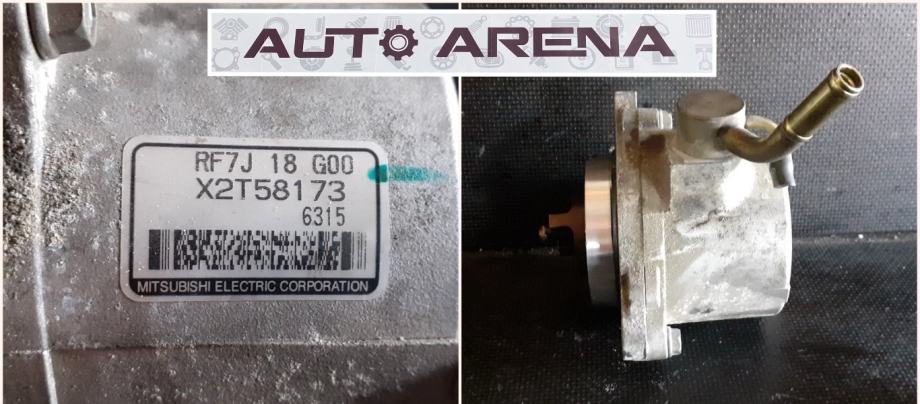 AUTO ARENA
RF7J 18 G00
X2T58173
6315
MITSUBISHI ELECTRIC CORPORATION